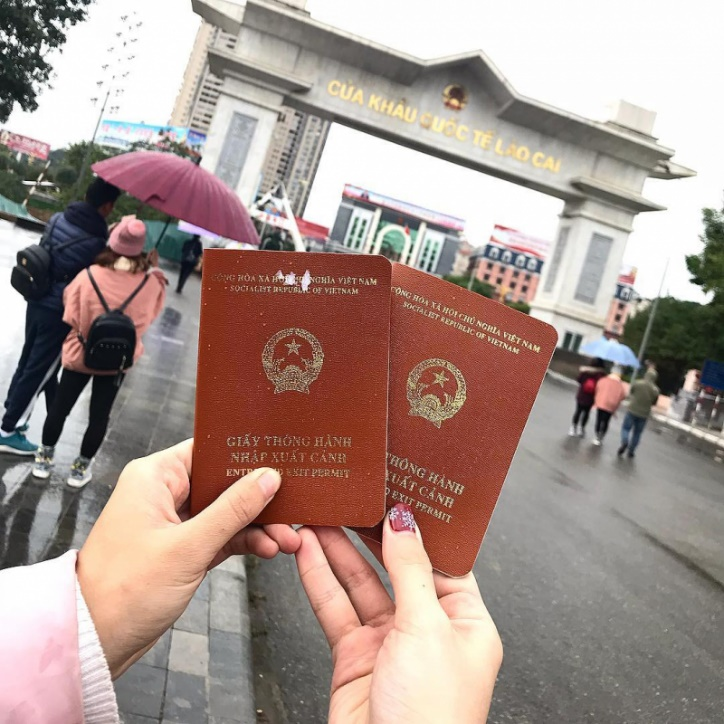 CỬA KHẨU QUỐC TẾ LÀO CAI
CỘNG HÒA XÃ HỘI CHỦ NGHĨA VIỆT NAM
SOCIALIST REPUBLIC OF VIETNAM
GIẤY THÔNG HÀNH
NHẬP XUẤT CẢNH
ENTRY AND EXIT PERMIT
CỘNG HÒA XÃ HỘI CHỦ NGHĨA VIỆT NAM
SOCIALIST REPUBLIC OF VIETNAM
THÔNG HÀNH
XUẤT CẢNH
EXIT PERMIT